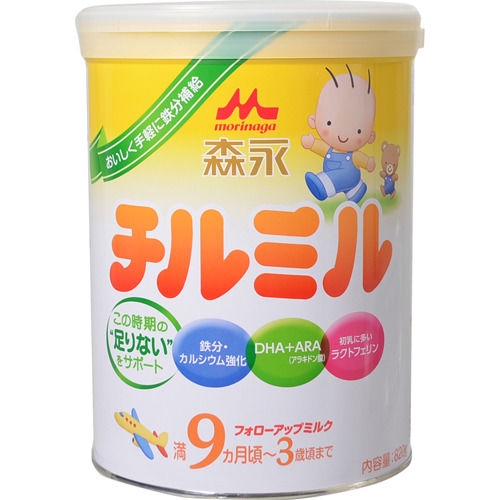 おいしく手軽に鉄分補給
morinaga
森永
チルミル
この時期の
"足りない"
をサポート
鉄分・
カルシウム強化
DHA+ARA
(アラキドン酸)
初乳に多い
ラクトフェリン
フォローアップミルク
満9カ月頃~3歳頃まで
内容量:820g